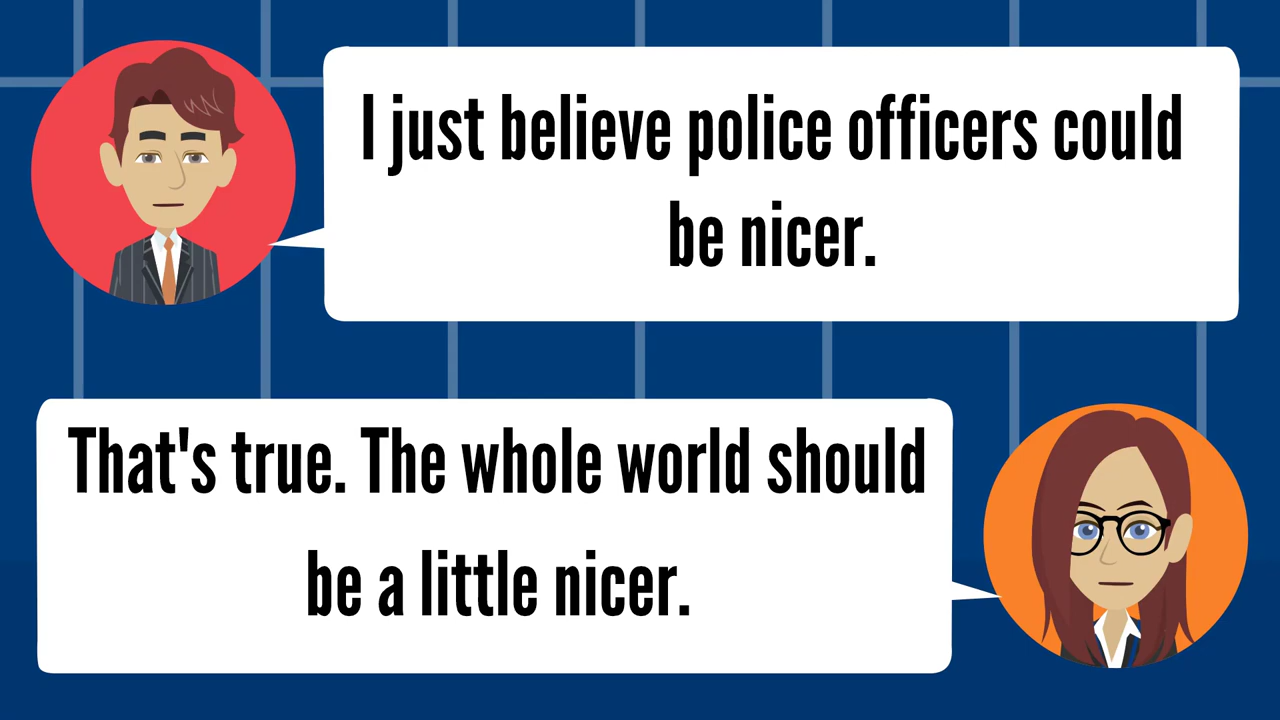 I just believe police officers could
be nicer.
That's true. The whole world should
be a little nicer.